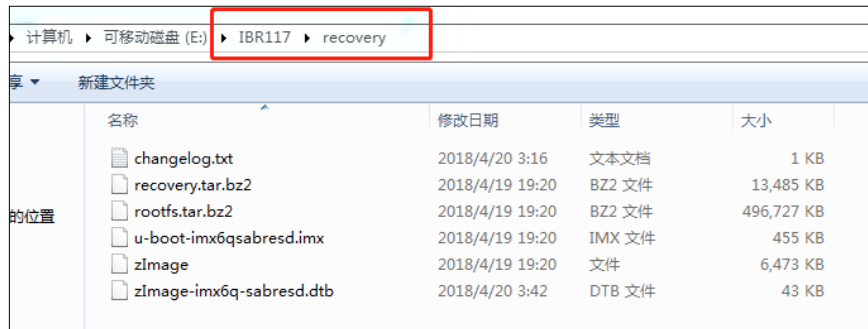 计算机 ▸ 可移动磁盘 (E:) ▸ IBR117 ▸ recovery
享 新建文件夹
名称 修改日期 类型 大小
changelog.txt 2018/4/20 3:16 文本文档 1 KB
recovery.tar.bz2 2018/4/19 19:20 BZ2 文件 13,485 KB
的位置 rootfs.tar.bz2 2018/4/19 19:20 BZ2 文件 496,727 KB
u-boot-imx6qsabresd.imx 2018/4/19 19:20 IMX 文件 455 KB
zImage 2018/4/19 19:20 文件 6,473 KB
zImage-imx6q-sabresd.dtb 2018/4/20 3:42 DTB 文件 43 KB